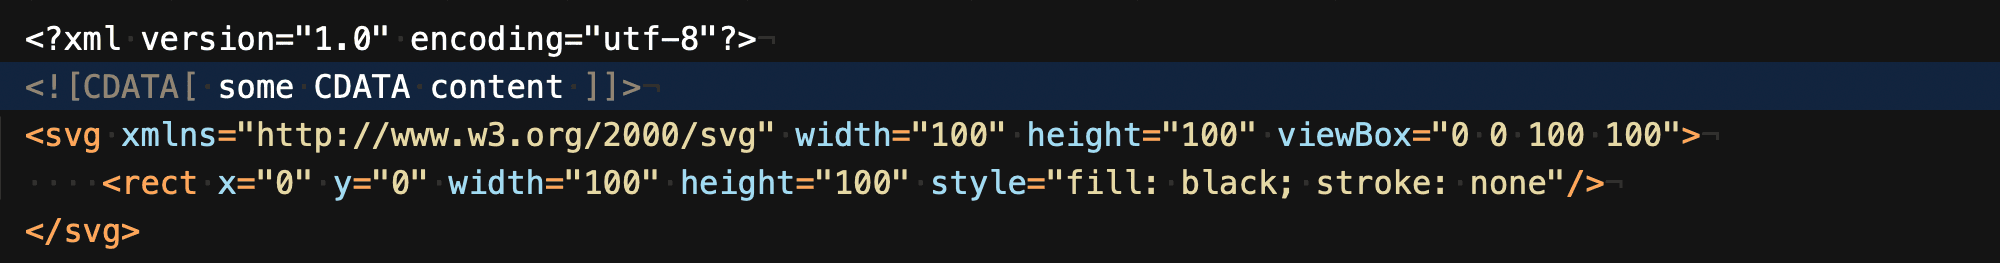 <?xml version="1.0" encoding="utf-8"?>
<![CDATA[ some CDATA content ]]>
<svg xmlns="http://www.w3.org/2000/svg" width="100" height="100" viewBox="0 0 100 100">
    <rect x="0" y="0" width="100" height="100" style="fill: black; stroke: none"/>
</svg>